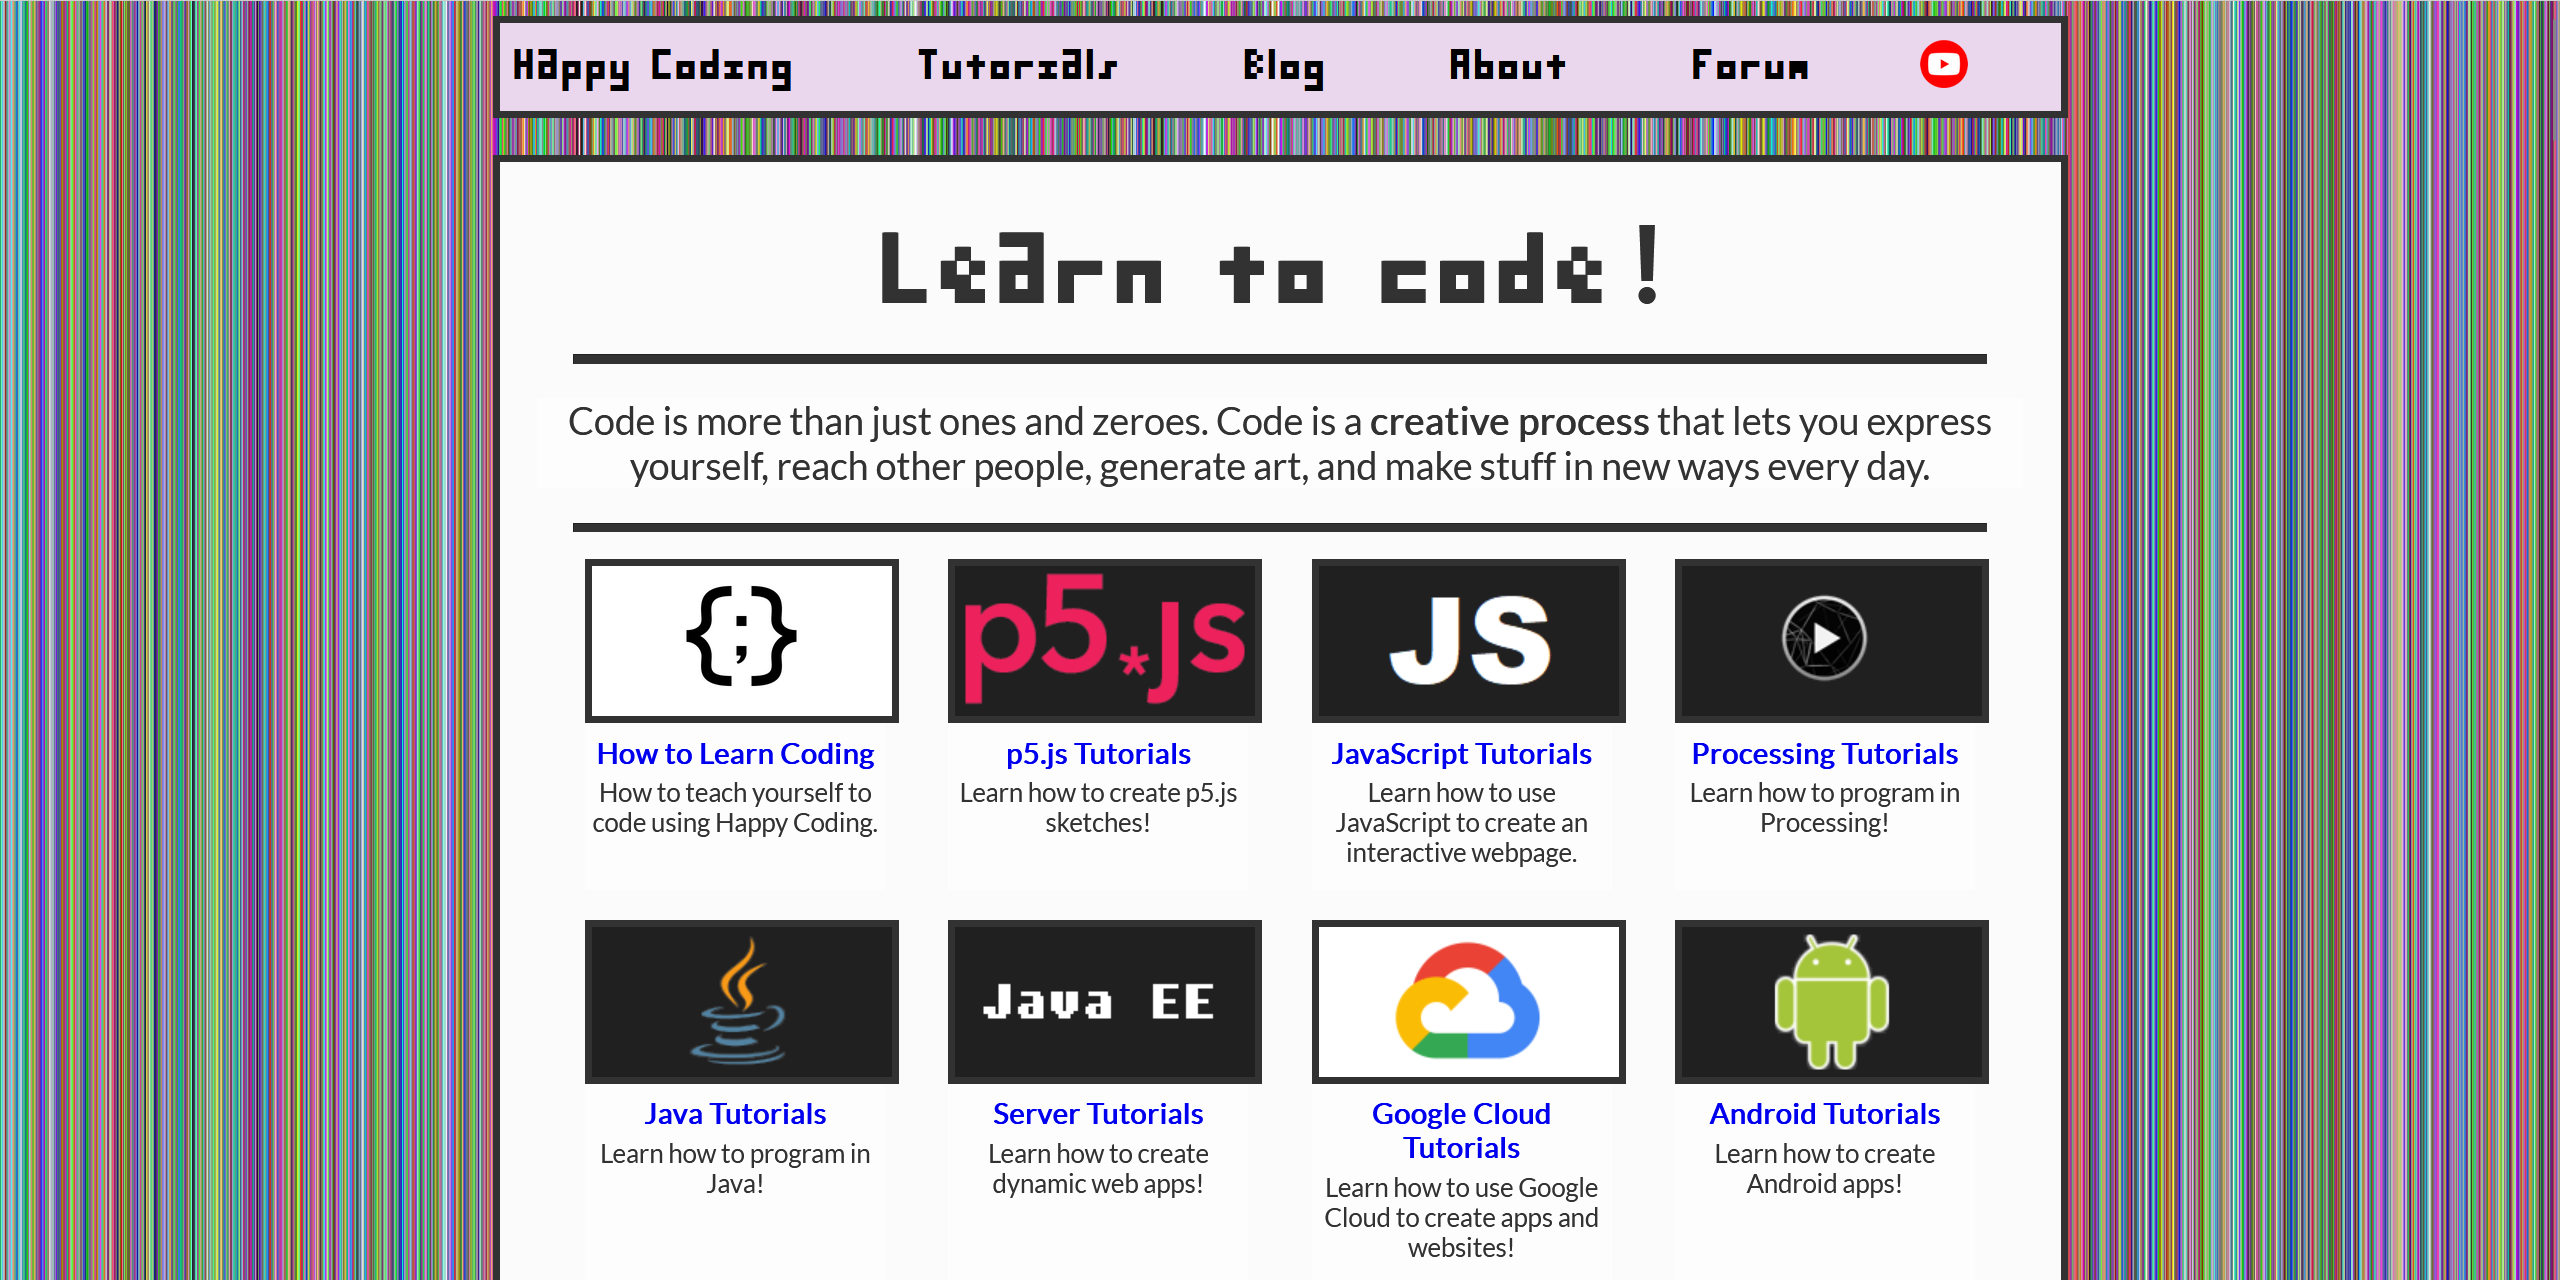 Happy Coding Tutorials Blog About Forum
Learn to code!
Code is more than just ones and zeroes. Code is a creative process that lets you express
yourself, reach other people, generate art, and make stuff in new ways every day.
{;} p5.js JS
How to Learn Coding
How to teach yourself to
code using Happy Coding.
p5.js Tutorials
Learn how to create p5.js
sketches!
JavaScript Tutorials
Learn how to use
JavaScript to create an
interactive webpage.
Processing Tutorials
Learn how to program in
Processing!
Java Tutorials
Learn how to program in
Java!
Java EE
Server Tutorials
Learn how to create
dynamic web apps!
Google Cloud
Tutorials
Learn how to use Google
Cloud to create apps and
websites!
Android Tutorials
Learn how to create
Android apps!